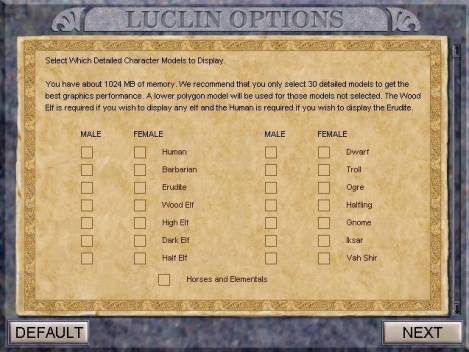 LUCLIN OPTIONS
Select Which Detailed Character Models to Display.
You have about 1024 MB of memory. We recommend that you only select 30 detailed models to get the
best graphics performance. A lower polygon model will be used for those models not selected. The Wood
Elf is required if you wish to display any elf and the Human is required if you wish to display the Erudite.
MALE FEMALE MALE FEMALE
Human Dwarf
Barbarian Troll
Erudite Ogre
Wood Elf Halfling
High Elf Gnome
Dark Elf Iksar
Half Elf Vah Shir
Horses and Elementals
DEFAULT NEXT